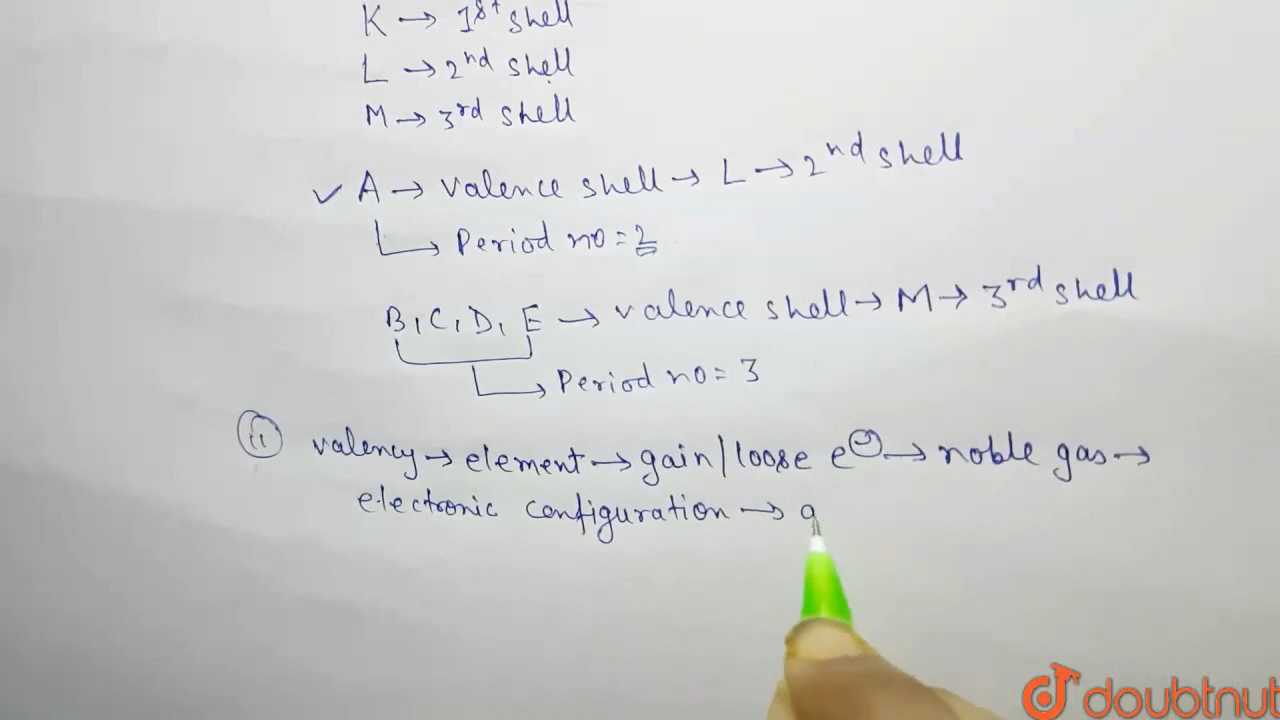 K → 1st shell
L → 2nd shell
M → 3rd shell
✓ A → valence shell → L → 2nd shell
↳ Period no = 2
B, C, D, E → valence shell → M → 3rd shell
↳ Period no = 3
(ii) valency → element → gain/loose e⊖ → noble gas →
electronic configuration → a
doubtnut